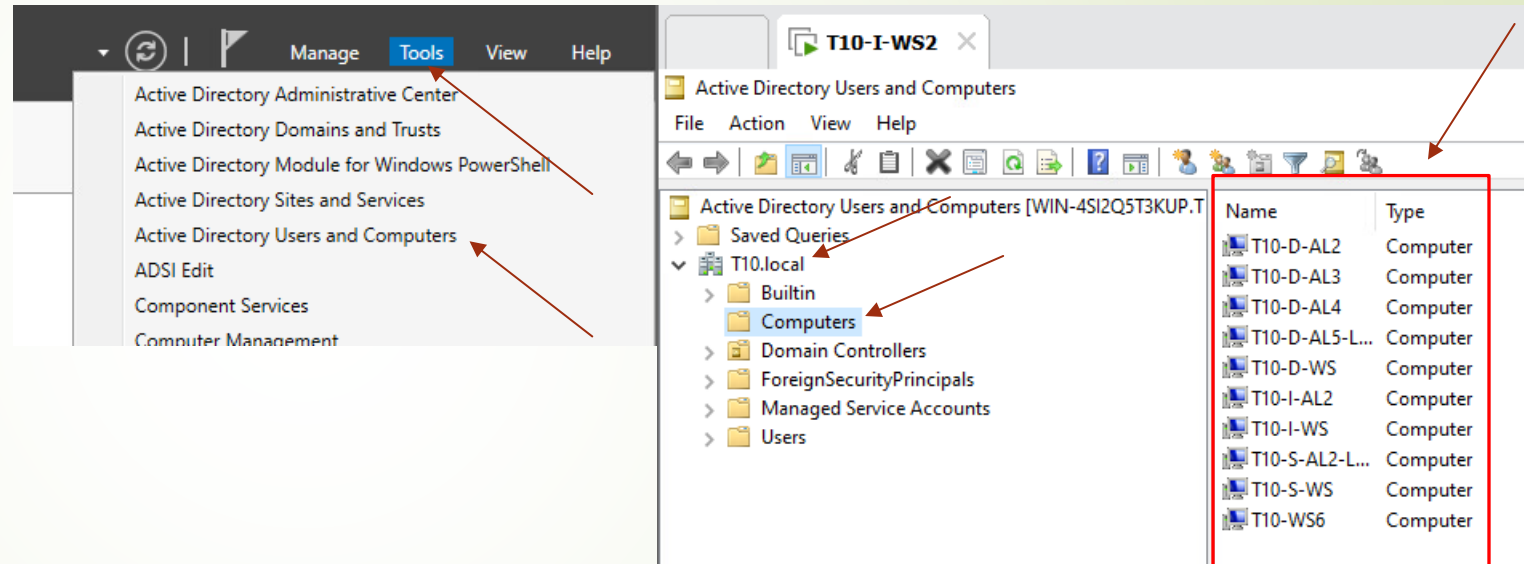 Manage Tools View Help
Active Directory Administrative Center
Active Directory Domains and Trusts
Active Directory Module for Windows PowerShell
Active Directory Sites and Services
Active Directory Users and Computers
ADSI Edit
Component Services
Computer Management
T10-I-WS2
Active Directory Users and Computers
File Action View Help
Active Directory Users and Computers [WIN-4SI2Q5T3KUP.T
Saved Queries
T10.local
Builtin
Computers
Domain Controllers
ForeignSecurityPrincipals
Managed Service Accounts
Users
Name Type
T10-D-AL2 Computer
T10-D-AL3 Computer
T10-D-AL4 Computer
T10-D-AL5-L... Computer
T10-D-WS Computer
T10-I-AL2 Computer
T10-I-WS Computer
T10-S-AL2-L... Computer
T10-S-WS Computer
T10-WS6 Computer